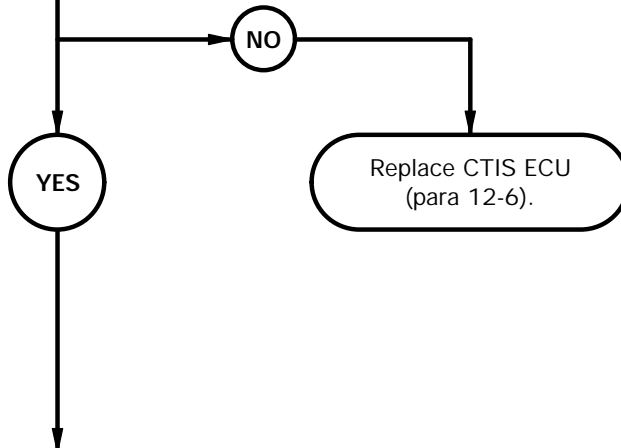 NO
YES
Replace CTIS ECU
(para 12-6).